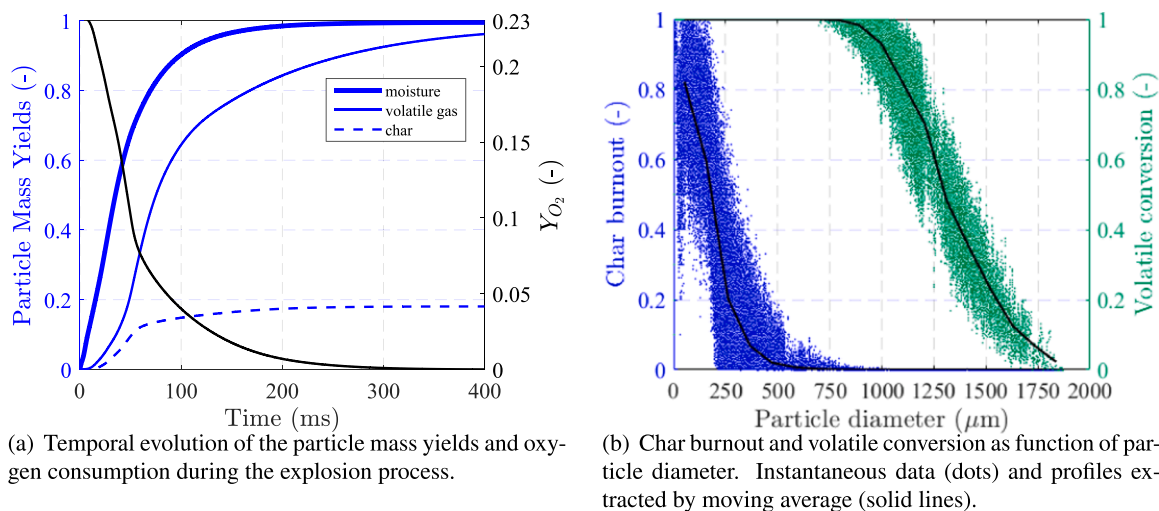 1
0.8
0.6
0.4
0.2
0
Particle Mass Yields (-)
0.23
0.2
0.15
0.1
0.05
0
Y_{O_2} (-)
moisture
volatile gas
char
0 100 200 300 400
Time (ms)
(a) Temporal evolution of the particle mass yields and oxy-
gen consumption during the explosion process.
1
0.8
0.6
0.4
0.2
0
Char burnout (-)
1
0.8
0.6
0.4
0.2
0
Volatile conversion (-)
0 250 500 750 1000 1250 1500 1750 2000
Particle diameter (μm)
(b) Char burnout and volatile conversion as function of par-
ticle diameter. Instantaneous data (dots) and profiles ex-
tracted by moving average (solid lines).